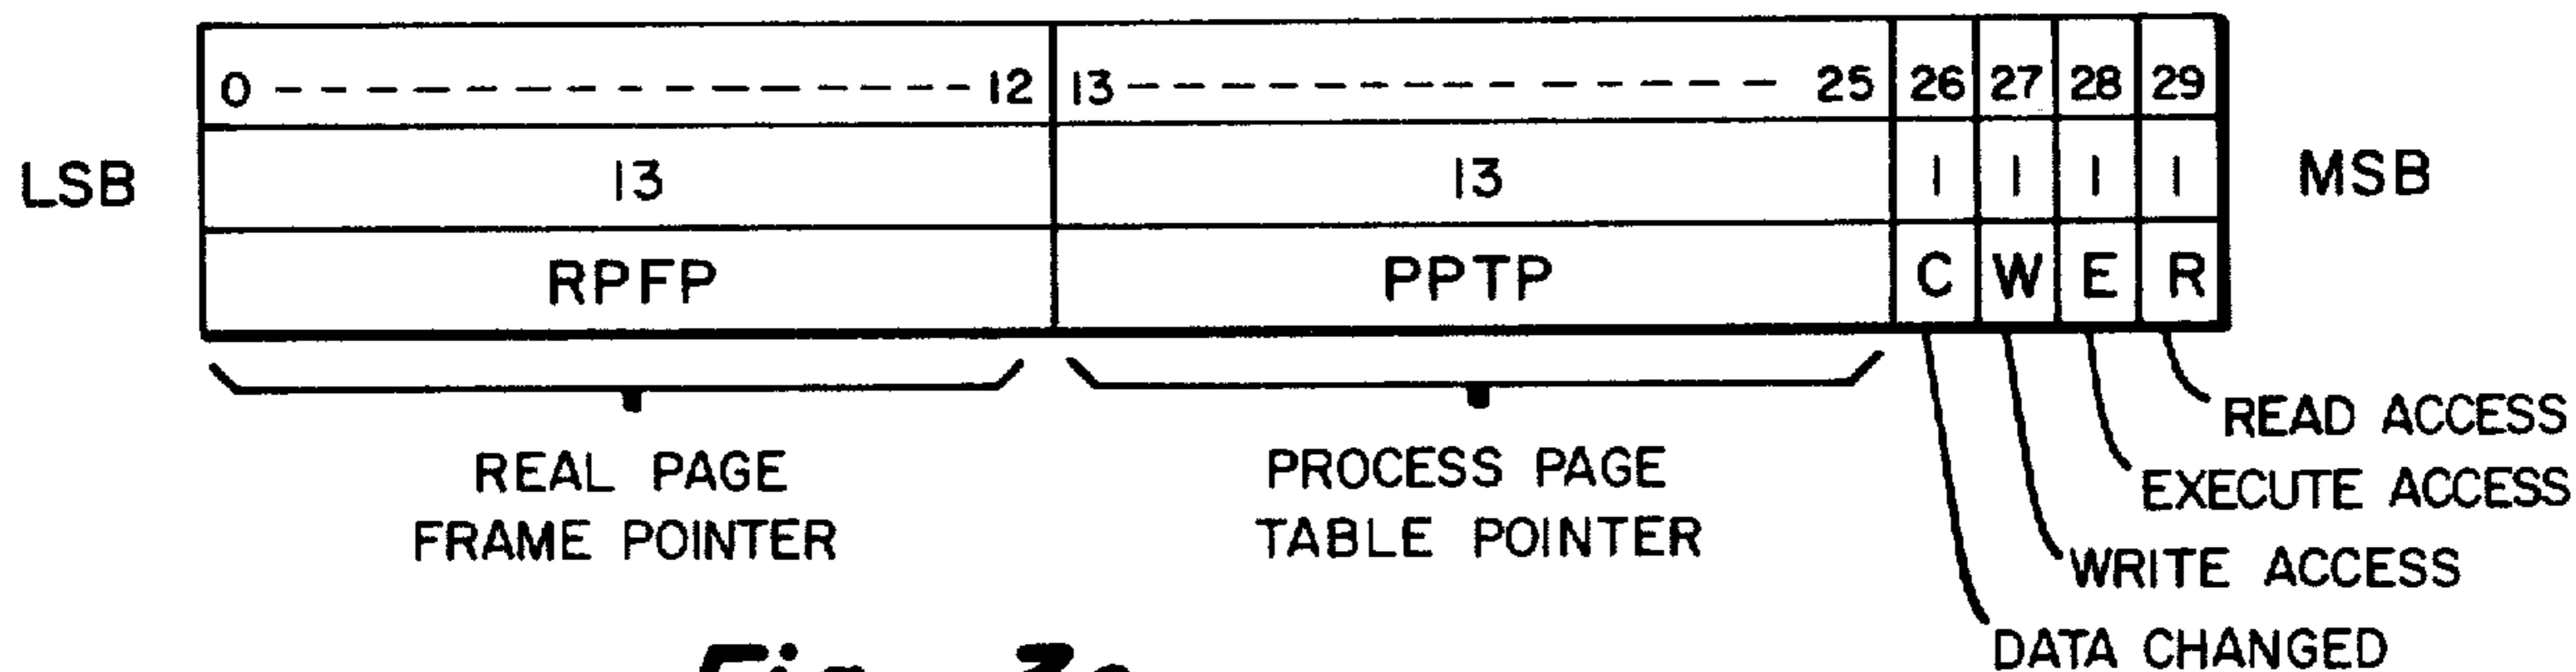 0 12 13 25 26 27 28 29
LSB 13 13 1 1 1 1 MSB
RPFP PPTP C W E R
REAL PAGE
FRAME POINTER
PROCESS PAGE
TABLE POINTER
READ ACCESS
EXECUTE ACCESS
WRITE ACCESS
DATA CHANGED